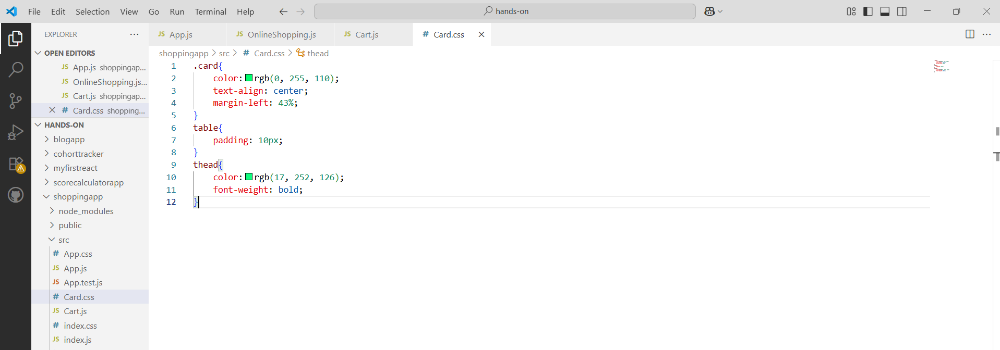 File Edit Selection View Go Run Terminal Help hands-on
EXPLORER
OPEN EDITORS
JS App.js shoppingap...
JS OnlineShopping.js...
JS Cart.js shoppingap...
# Card.css shopping...
HANDS-ON
blogapp
cohorttracker
myfirstreact
scorecalculatorapp
shoppingapp
node_modules
public
src
# App.css
JS App.js
JS App.test.js
# Card.css
JS Cart.js
# index.css
JS index.js
JS App.js JS OnlineShopping.js JS Cart.js # Card.css
shoppingapp > src > # Card.css > thead
1 .card{
2 color: rgb(0, 255, 110);
3 text-align: center;
4 margin-left: 43%;
5 }
6 table{
7 padding: 10px;
8 }
9 thead{
10 color: rgb(17, 252, 126);
11 font-weight: bold;
12 }